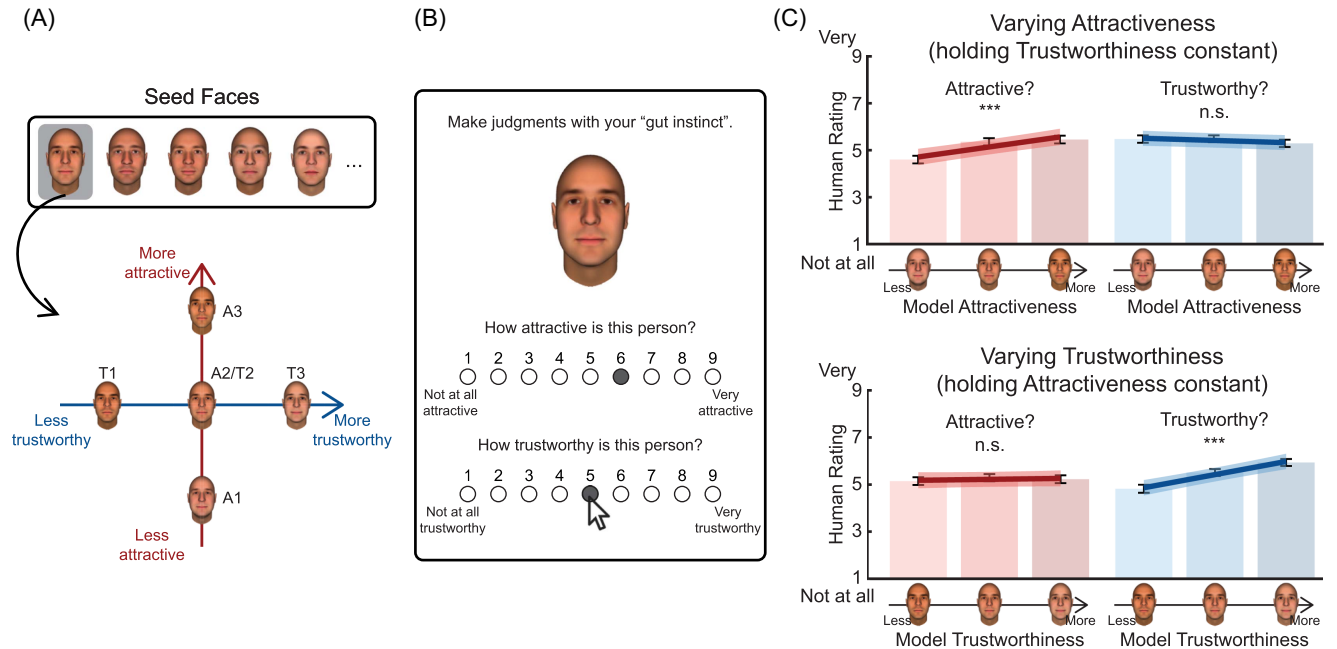 (A)
Seed Faces
...
More
attractive
A3
T1
A2/T2
T3
Less
trustworthy
More
trustworthy
A1
Less
attractive
(B)
Make judgments with your “gut instinct”.
How attractive is this person?
1 2 3 4 5 6 7 8 9
Not at all
attractive
Very
attractive
How trustworthy is this person?
1 2 3 4 5 6 7 8 9
Not at all
trustworthy
Very
trustworthy
(C)
Varying Attractiveness
(holding Trustworthiness constant)
Very
9
7
5
3
1
Human Rating
Not at all
Attractive?
***
Trustworthy?
n.s.
Less
More
Model Attractiveness
Less
More
Model Attractiveness
Varying Trustworthiness
(holding Attractiveness constant)
Very
9
7
5
3
1
Human Rating
Not at all
Attractive?
n.s.
Trustworthy?
***
Less
More
Model Trustworthiness
Less
More
Model Trustworthiness